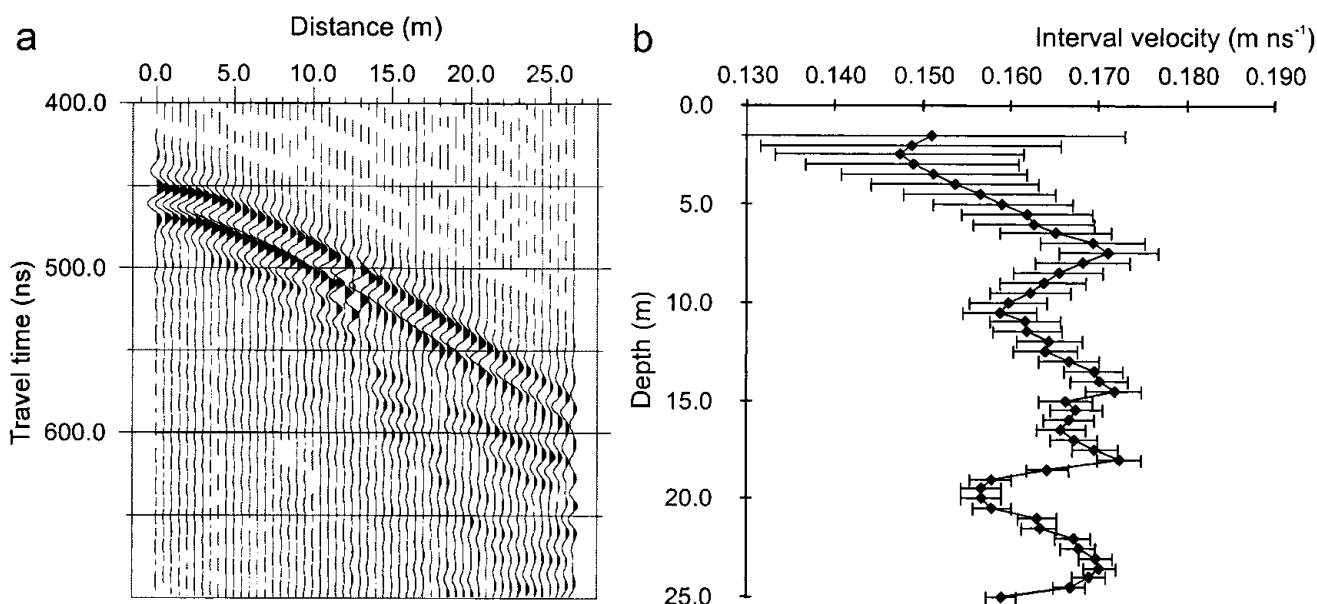 a
Distance (m)
0.0 5.0 10.0 15.0 20.0 25.0
400.0
500.0
600.0
Travel time (ns)
b
Interval velocity (m ns⁻¹)
0.130 0.140 0.150 0.160 0.170 0.180 0.190
0.0
5.0
10.0
15.0
20.0
25.0
Depth (m)